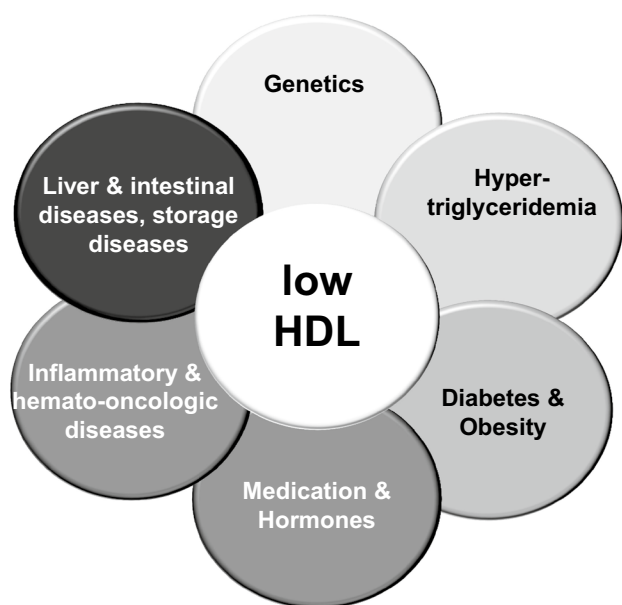 Genetics
Hyper-
triglyceridemia
Diabetes &
Obesity
Medication &
Hormones
Inflammatory &
hemato-oncologic
diseases
Liver & intestinal
diseases, storage
diseases
low
HDL